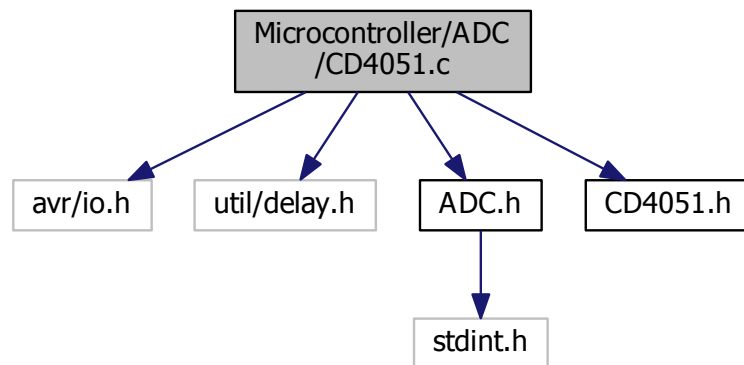 Microcontroller/ADC
/CD4051.c
avr/io.h
util/delay.h
ADC.h
CD4051.h
stdint.h